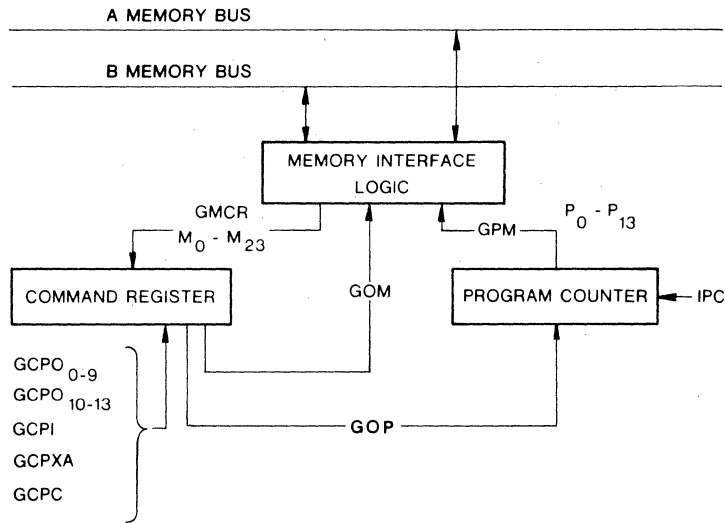 A MEMORY BUS
B MEMORY BUS
MEMORY INTERFACE
LOGIC
GMCR
M0 - M23
P0 - P13
GPM
COMMAND REGISTER
GOM
PROGRAM COUNTER
IPC
GCPO0-9
GCPO10-13
GCPI
GCPXA
GCPC
GOP